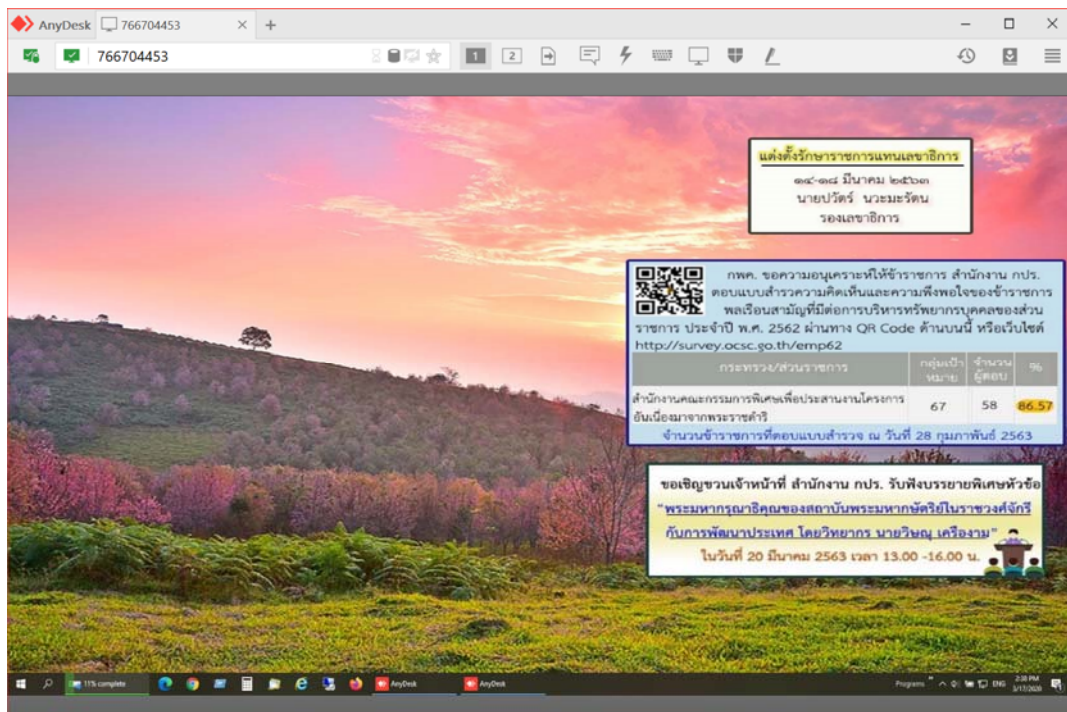 AnyDesk 766704453
766704453
1 2
แต่งตั้งรักษาราชการแทนเลขาธิการ
๑๔-๑๘ มีนาคม ๒๕๖๓
นายปวัตร์ นวะมะรัตน
รองเลขาธิการ
กพค. ขอความอนุเคราะห์ให้ข้าราชการ สำนักงาน กปร.
ตอบแบบสำรวจความคิดเห็นและความพึงพอใจของข้าราชการ
พลเรือนสามัญที่มีต่อการบริหารทรัพยากรบุคคลของส่วน
ราชการ ประจำปี พ.ศ. 2562 ผ่านทาง QR Code ด้านบนนี้ หรือเว็บไซต์
http://survey.ocsc.go.th/emp62
กระทรวง/ส่วนราชการ กลุ่มเป้าหมาย จำนวนผู้ตอบ %
สำนักงานคณะกรรมการพิเศษเพื่อประสานงานโครงการ
อันเนื่องมาจากพระราชดำริ 67 58 86.57
จำนวนข้าราชการที่ตอบแบบสำรวจ ณ วันที่ 28 กุมภาพันธ์ 2563
ขอเชิญชวนเจ้าหน้าที่ สำนักงาน กปร. รับฟังบรรยายพิเศษหัวข้อ
"พระมหากรุณาธิคุณของสถาบันพระมหากษัตริย์ในราชวงศ์จักรี
กับการพัฒนาประเทศ โดยวิทยากร นายวิษณุ เครืองาม"
ในวันที่ 20 มีนาคม 2563 เวลา 13.00 -16.00 น.
11% complete AnyDesk AnyDesk Programs ENG 2:38 PM
3/17/2020